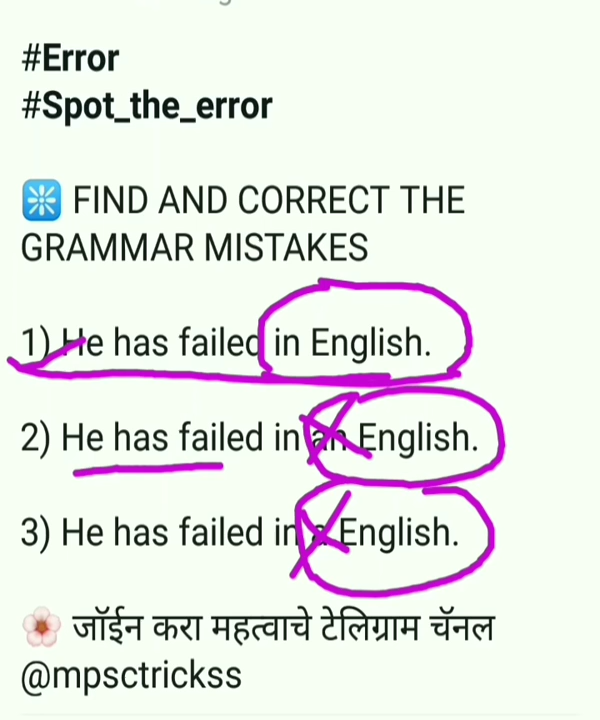 #Error
#Spot_the_error
FIND AND CORRECT THE
GRAMMAR MISTAKES
1) He has failed in English.
2) He has failed in an English.
3) He has failed in a English.
जॉईन करा महत्वाचे टेलिग्राम चॅनल
@mpsctrickss